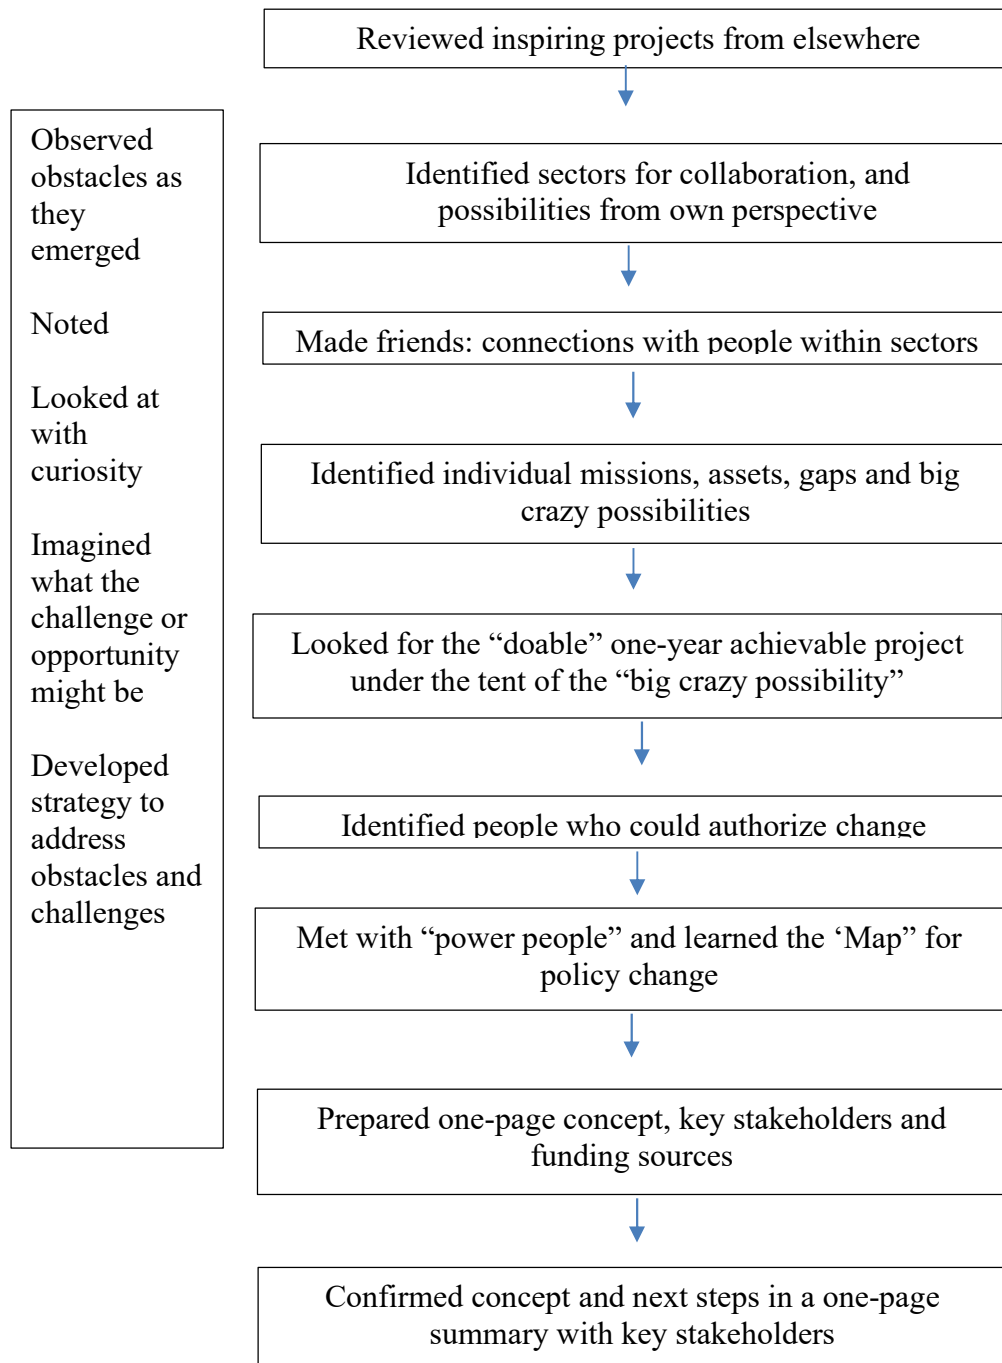 Reviewed inspiring projects from elsewhere
Observed
obstacles as
they
emerged
Noted
Looked at
with
curiosity
Imagined
what the
challenge or
opportunity
might be
Developed
strategy to
address
obstacles and
challenges
Identified sectors for collaboration, and
possibilities from own perspective
Made friends: connections with people within sectors
Identified individual missions, assets, gaps and big
crazy possibilities
Looked for the “doable” one-year achievable project
under the tent of the “big crazy possibility”
Identified people who could authorize change
Met with “power people” and learned the ‘Map” for
policy change
Prepared one-page concept, key stakeholders and
funding sources
Confirmed concept and next steps in a one-page
summary with key stakeholders